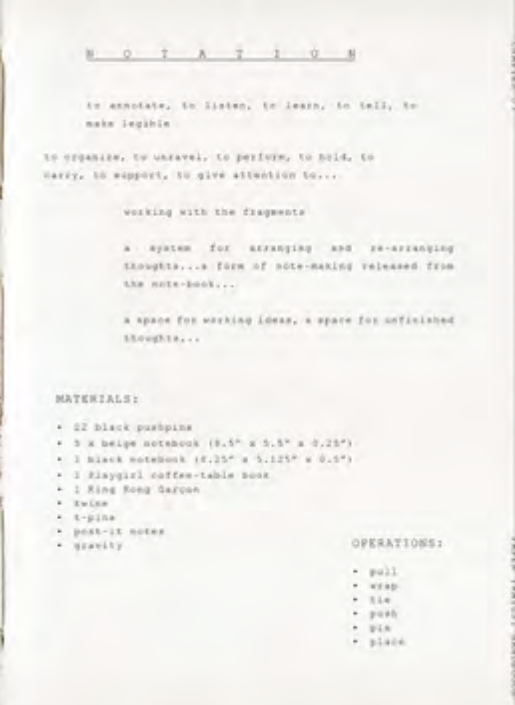 N O T A T I O N
to annotate, to listen, to learn, to tell, to
make legible
to organize, to unravel, to perform, to hold, to
carry, to support, to give attention to...
working with the fragments
a system for arranging and re-arranging
thoughts...a form of note-making released from
the note-book...
a space for working ideas, a space for unfinished
thoughts...
MATERIALS:
• 22 black pushpins
• 5 x beige notebook (8.5" x 5.5" x 0.25")
• 1 black notebook (8.25" x 5.125" x 0.5")
• 1 Playgirl coffee-table book
• 1 King Kong Garçon
• twine
• t-pins
• post-it notes
• gravity
OPERATIONS:
• pull
• wrap
• tie
• push
• pin
• place